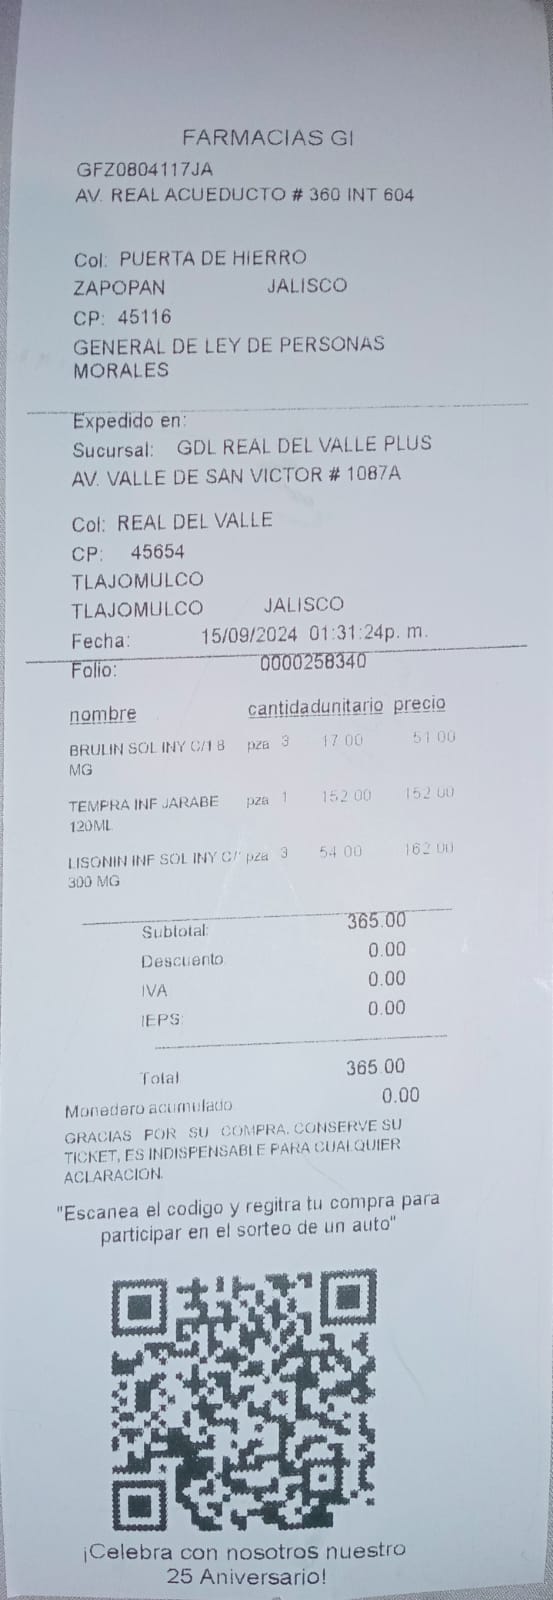 FARMACIAS GI
GFZ0804117JA
AV. REAL ACUEDUCTO # 360 INT 604
Col: PUERTA DE HIERRO
ZAPOPAN JALISCO
CP: 45116
GENERAL DE LEY DE PERSONAS
MORALES
Expedido en:
Sucursal: GDL REAL DEL VALLE PLUS
AV. VALLE DE SAN VICTOR # 1087A
Col: REAL DEL VALLE
CP: 45654
TLAJOMULCO
TLAJOMULCO JALISCO
Fecha: 15/09/2024 01:31:24p. m.
Folio: 0000258340
nombre cantidadunitario precio
BRULIN SOL INY C/1 8 pza 3 17.00 51.00
MG
TEMPRA INF JARABE pza 1 152.00 152.00
120ML
LISONIN INF SOL INY C/ pza 3 54.00 162.00
300 MG
Subtotal: 365.00
Descuento 0.00
IVA 0.00
IEPS: 0.00
Total 365.00
Monedero acumulado 0.00
GRACIAS POR SU COMPRA. CONSERVE SU
TICKET, ES INDISPENSABLE PARA CUALQUIER
ACLARACION.
"Escanea el codigo y regitra tu compra para
participar en el sorteo de un auto"
¡Celebra con nosotros nuestro
25 Aniversario!